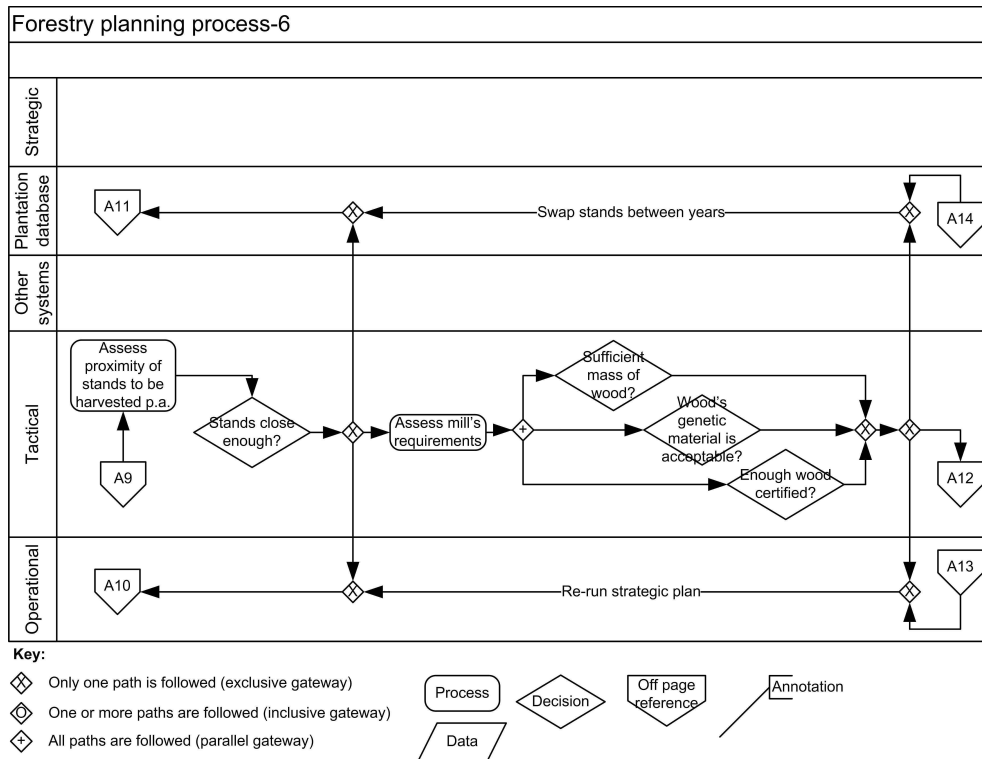 Forestry planning process-6
Strategic
Plantation
database
A11
Swap stands between years
A14
Other
systems
Tactical
Assess
proximity of
stands to be
harvested p.a.
Stands close
enough?
A9
Assess mill's
requirements
Sufficient
mass of
wood?
Wood's
genetic
material is
acceptable?
Enough wood
certified?
A12
Operational
A10
Re-run strategic plan
A13
Key:
X Only one path is followed (exclusive gateway)
O One or more paths are followed (inclusive gateway)
+ All paths are followed (parallel gateway)
Process
Decision
Off page
reference
Annotation
Data